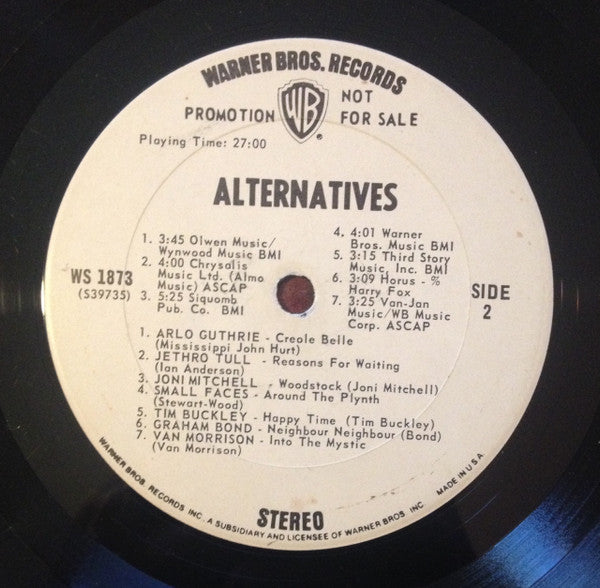 WARNER BROS. RECORDS
PROMOTION
WB
®
NOT
FOR SALE
Playing Time: 27:00
ALTERNATIVES
1. 3:45 Olwen Music/
Wynwood Music BMI
2. 4:00 Chrysalis
Music Ltd. (Almo
Music) ASCAP
3. 5:25 Siquomb
Pub. Co. BMI
4. 4:01 Warner
Bros. Music BMI
5. 3:15 Third Story
Music, Inc. BMI
6. 3:09 Horus - %
Harry Fox
7. 3:25 Van-Jan
Music/WB Music
Corp. ASCAP
WS 1873
(S39735)
SIDE
2
1. ARLO GUTHRIE - Creole Belle
(Mississippi John Hurt)
2. JETHRO TULL - Reasons For Waiting
(Ian Anderson)
3. JONI MITCHELL - Woodstock (Joni Mitchell)
4. SMALL FACES - Around The Plynth
(Stewart-Wood)
5. TIM BUCKLEY - Happy Time (Tim Buckley)
6. GRAHAM BOND - Neighbour Neighbour (Bond)
7. VAN MORRISON - Into The Mystic
(Van Morrison)
STEREO
WARNER BROS. RECORDS INC. A SUBSIDIARY AND LICENSEE OF WARNER BROS. INC. MADE IN U.S.A.